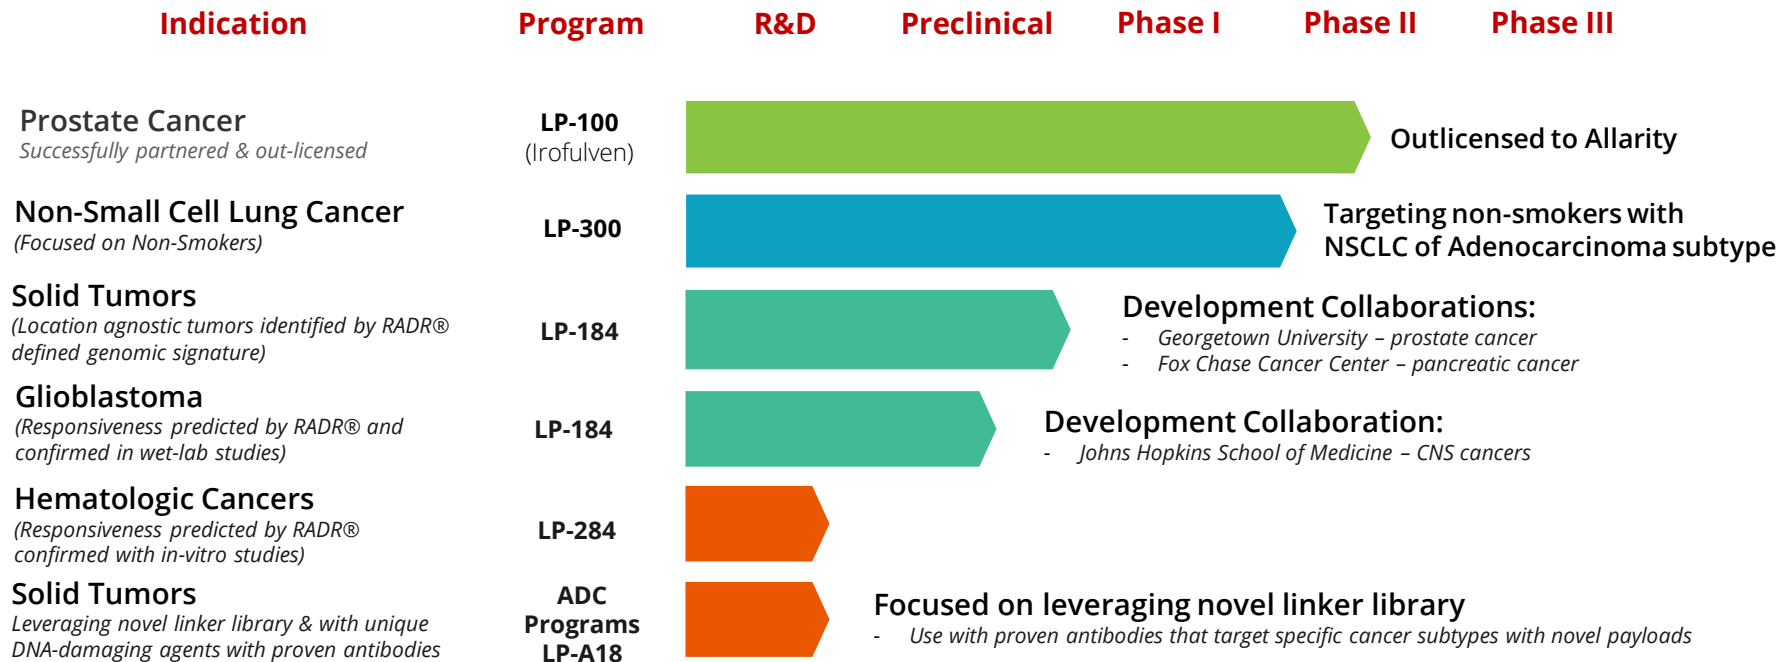 Indication Program R&D Preclinical Phase I Phase II Phase III
Prostate Cancer
Successfully partnered & out-licensed
LP-100
(Irofulven)
Outlicensed to Allarity
Non-Small Cell Lung Cancer
(Focused on Non-Smokers)
LP-300
Targeting non-smokers with
NSCLC of Adenocarcinoma subtype
Solid Tumors
(Location agnostic tumors identified by RADR®
defined genomic signature)
LP-184
Development Collaborations:
- Georgetown University – prostate cancer
- Fox Chase Cancer Center – pancreatic cancer
Glioblastoma
(Responsiveness predicted by RADR® and
confirmed in wet-lab studies)
LP-184
Development Collaboration:
- Johns Hopkins School of Medicine – CNS cancers
Hematologic Cancers
(Responsiveness predicted by RADR®
confirmed with in-vitro studies)
LP-284
Solid Tumors
Leveraging novel linker library & with unique
DNA-damaging agents with proven antibodies
ADC
Programs
LP-A18
Focused on leveraging novel linker library
- Use with proven antibodies that target specific cancer subtypes with novel payloads